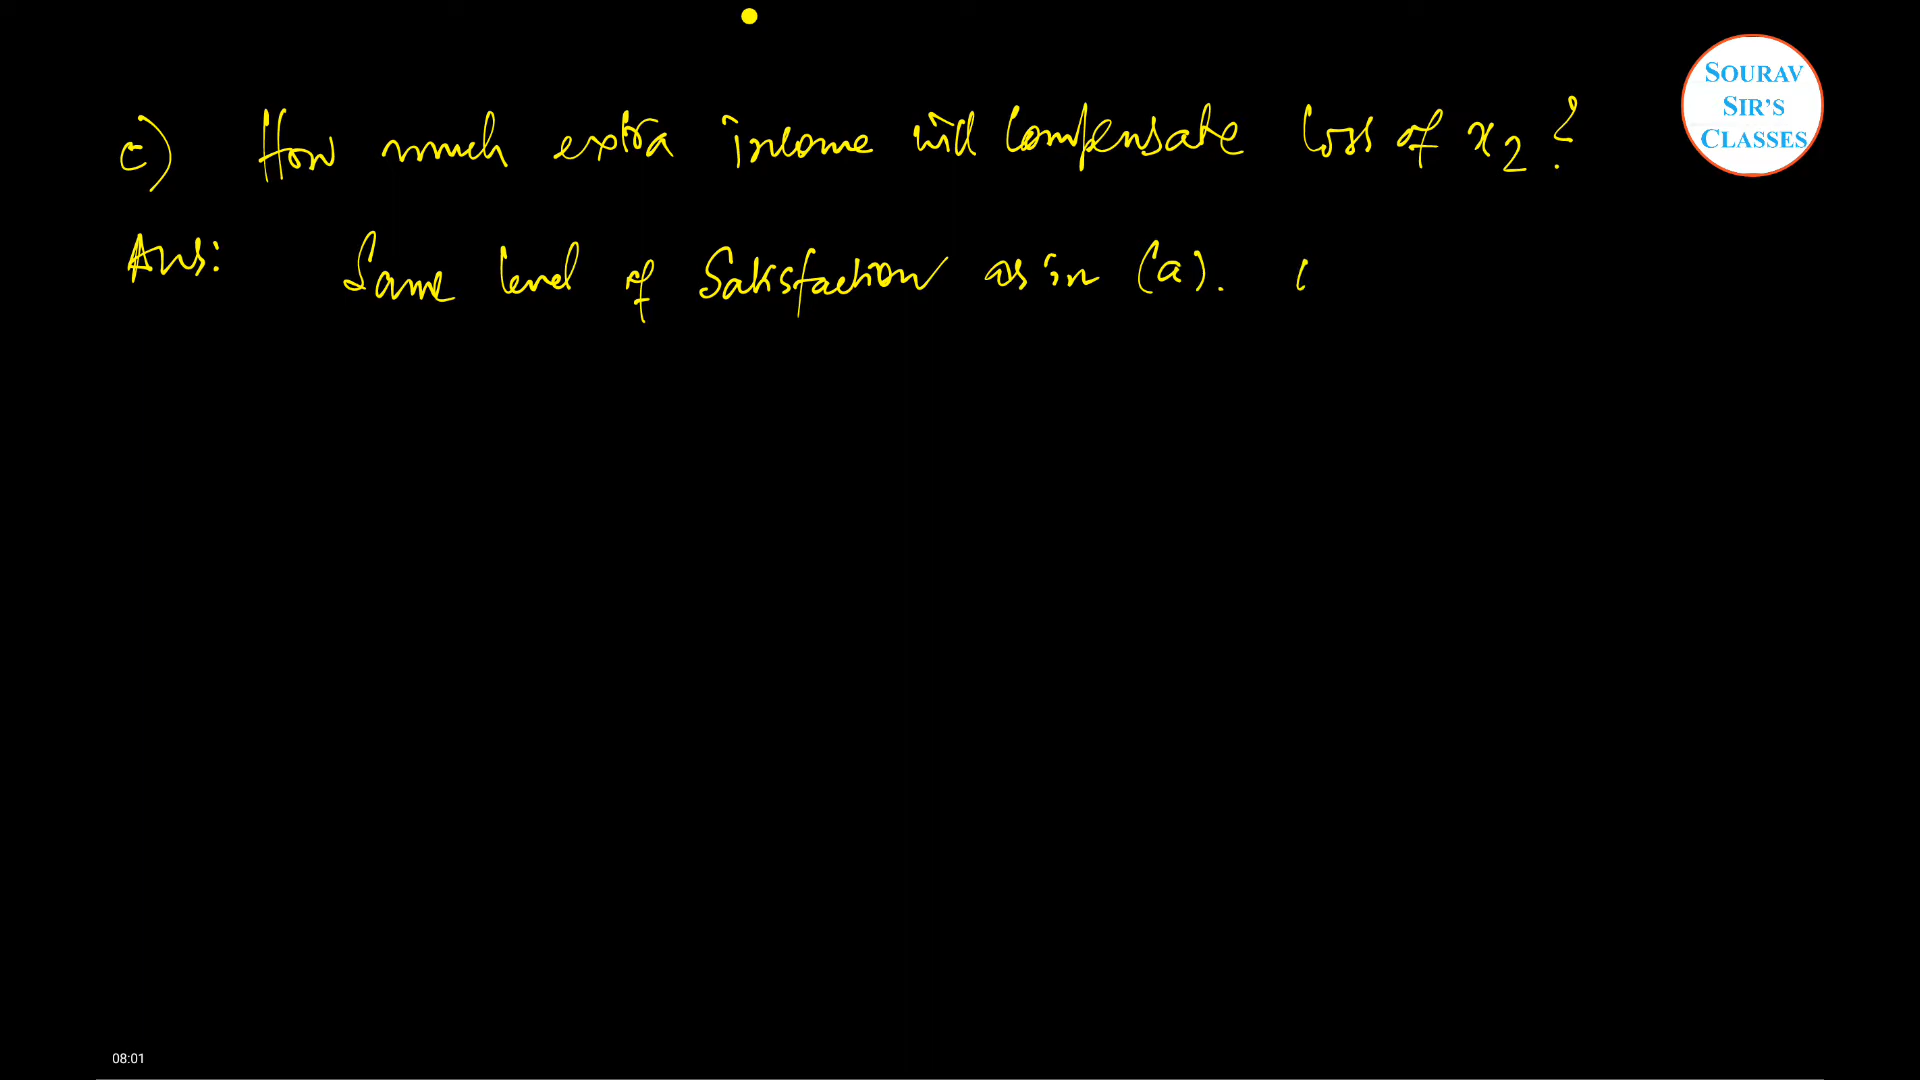 SOURAV
SIR'S
CLASSES
c) How much extra income will compensate loss of x2?
Ans: Same level of Satisfaction as in (a). (
08:01